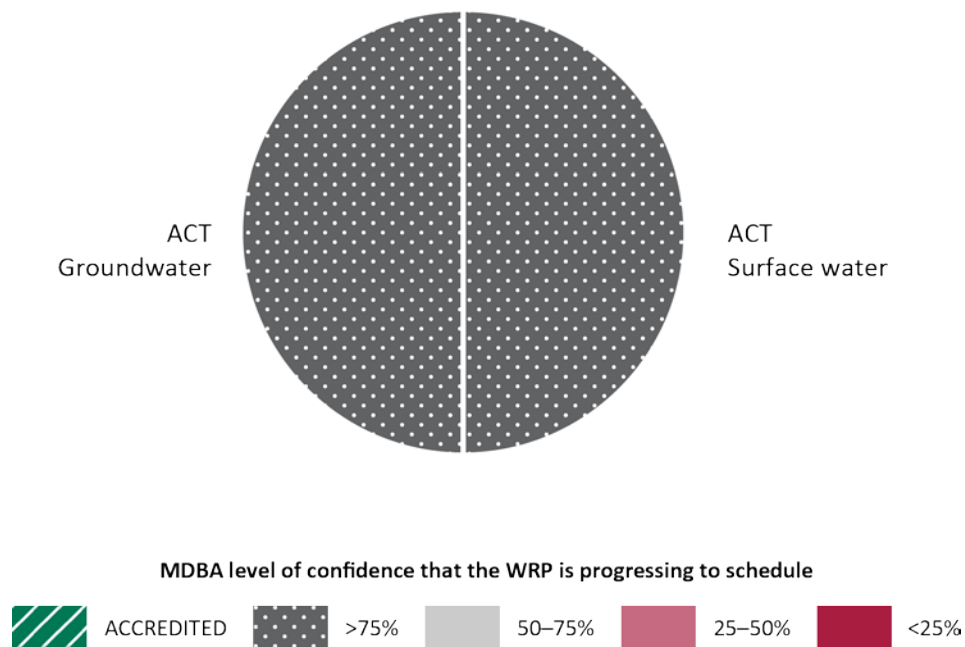 ACT
Groundwater
ACT
Surface water
MDBA level of confidence that the WRP is progressing to schedule
ACCREDITED >75% 50–75% 25–50% <25%